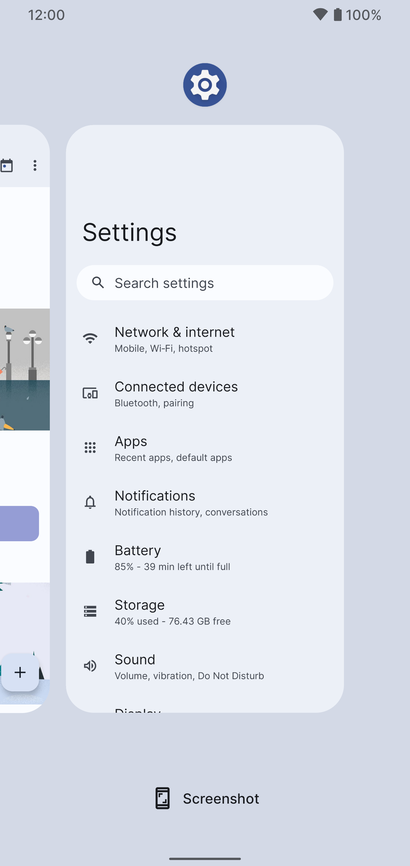 12:00
100%
Settings
Search settings
Network & internet
Mobile, Wi-Fi, hotspot
Connected devices
Bluetooth, pairing
Apps
Recent apps, default apps
Notifications
Notification history, conversations
Battery
85% - 39 min left until full
Storage
40% used - 76.43 GB free
Sound
Volume, vibration, Do Not Disturb
Display
Screenshot